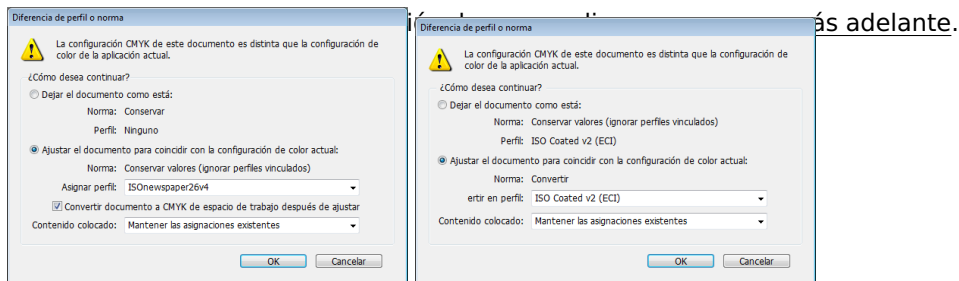 ás adelante.
Diferencia de perfil o norma
La configuración CMYK de este documento es distinta que la configuración de
color de la aplicación actual.
¿Cómo desea continuar?
Dejar el documento como está:
Norma: Conservar
Perfil: Ninguno
Ajustar el documento para coincidir con la configuración de color actual:
Norma: Conservar valores (ignorar perfiles vinculados)
Asignar perfil: ISOnewspaper26v4
Convertir documento a CMYK de espacio de trabajo después de ajustar
Contenido colocado: Mantener las asignaciones existentes
OK Cancelar
Diferencia de perfil o norma
La configuración CMYK de este documento es distinta que la configuración de
color de la aplicación actual.
¿Cómo desea continuar?
Dejar el documento como está:
Norma: Conservar valores (ignorar perfiles vinculados)
Perfil: ISO Coated v2 (ECI)
Ajustar el documento para coincidir con la configuración de color actual:
Norma: Convertir
ertir en perfil: ISO Coated v2 (ECI)
Contenido colocado: Mantener las asignaciones existentes
OK Cancelar